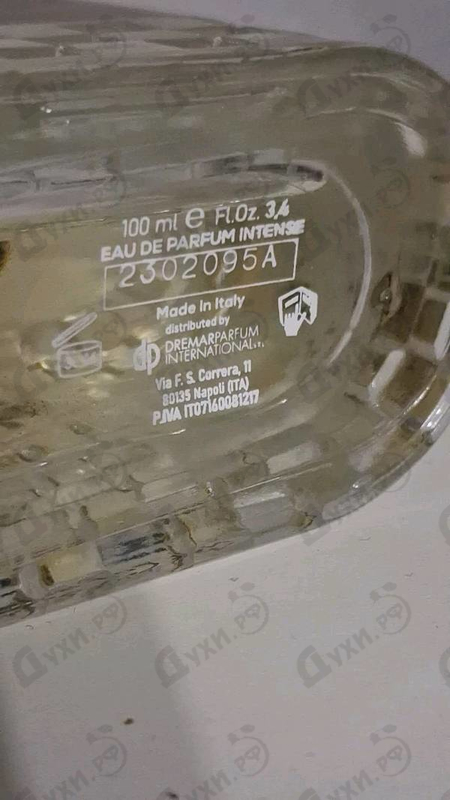 100 ml e Fl.Oz. 3,4
EAU DE PARFUM INTENSE
2302095A
Made in Italy
distributed by
dp DREMARPARFUM
INTERNATIONAL s.r.l.
Via F. S. Correra, 11
80135 Napoli (ITA)
P.IVA IT07160081217
Духи.рф